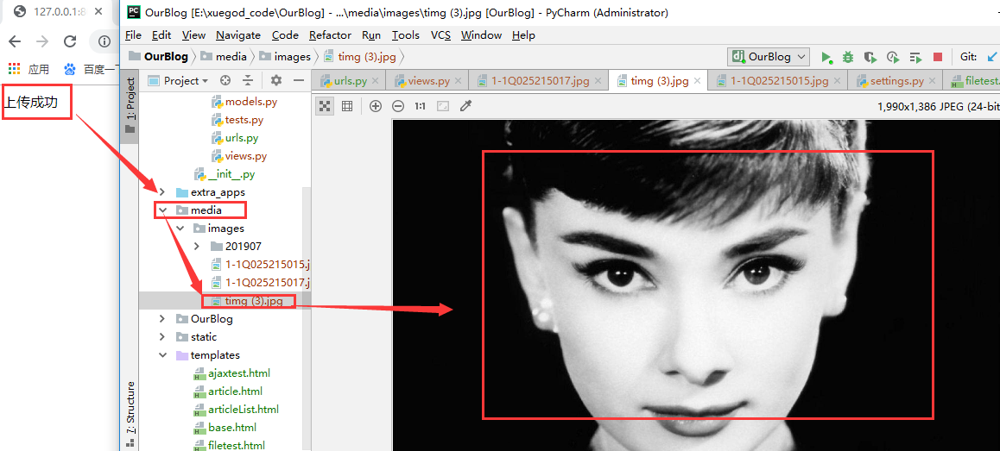 127.0.0.1:8
应用
百度一下
上传成功
OurBlog [E:\xuegod_code\OurBlog] - ...\media\images\timg (3).jpg [OurBlog] - PyCharm (Administrator)
File Edit View Navigate Code Refactor Run Tools VCS Window Help
OurBlog media images timg (3).jpg
OurBlog
Git:
1: Project
7: Structure
Project
urls.py views.py 1-1Q025215017.jpg timg (3).jpg 1-1Q025215015.jpg settings.py filetest.
1:1
1,990x1,386 JPEG (24-bit
models.py
tests.py
urls.py
views.py
__init__.py
extra_apps
media
images
201907
1-1Q025215015.j
1-1Q025215017.j
timg (3).jpg
OurBlog
static
templates
ajaxtest.html
article.html
articleList.html
base.html
filetest.html